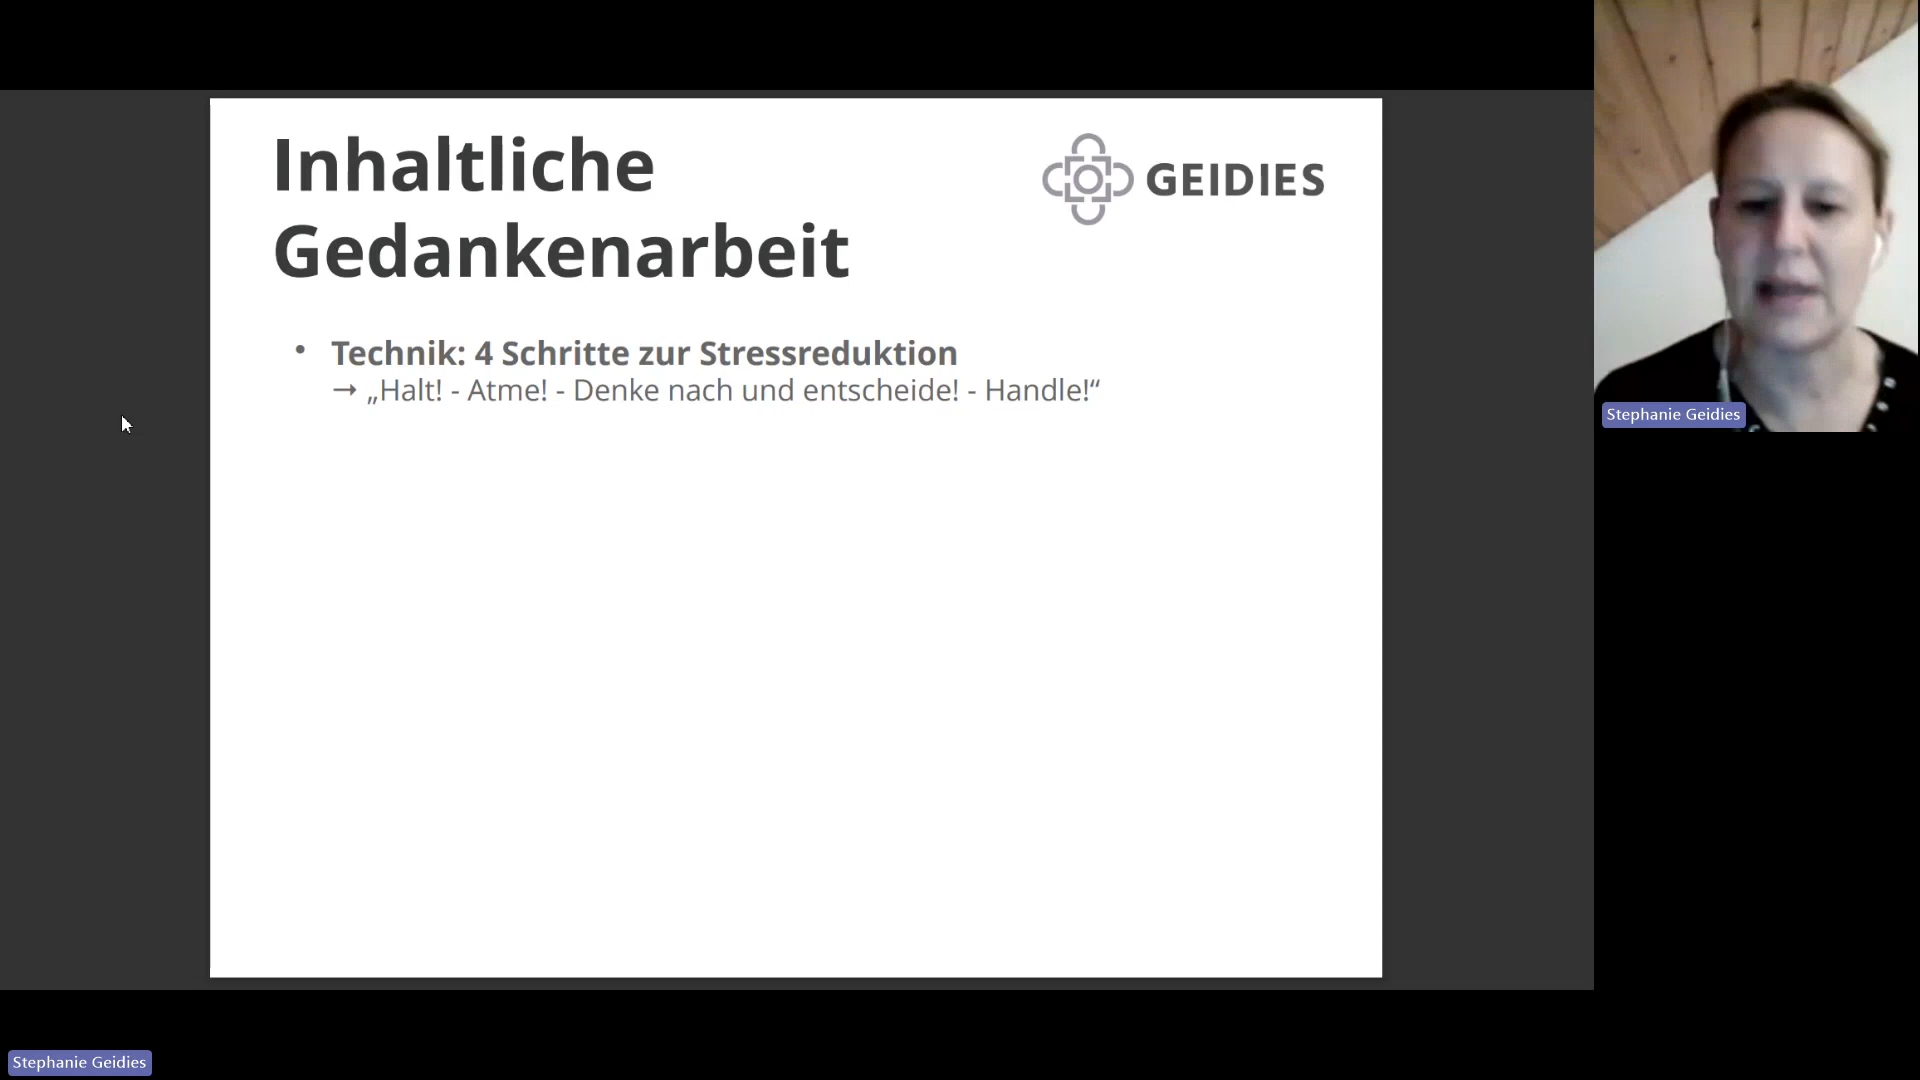 Inhaltliche
Gedankenarbeit
GEIDIES
• Technik: 4 Schritte zur Stressreduktion
→ „Halt! - Atme! - Denke nach und entscheide! - Handle!“
Stephanie Geidies
Stephanie Geidies